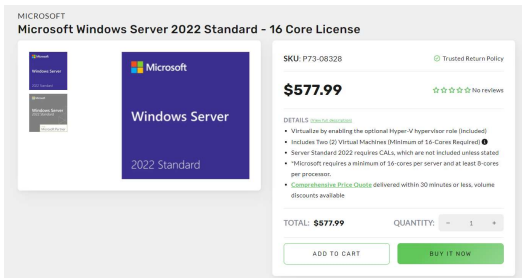 MICROSOFT
Microsoft Windows Server 2022 Standard - 16 Core License
Microsoft
Windows Server
2022 Standard
Microsoft
Windows Server
2022 Standard
Microsoft
Windows Server
2022 Standard
SKU: P73-08328
Trusted Return Policy
$577.99
No reviews
DETAILS View full description
• Virtualize by enabling the optional Hyper-V hypervisor role (included)
• Includes Two (2) Virtual Machines (Minimum of 16-Cores Required)
• Server Standard 2022 requires CALs, which are not included unless stated
• *Microsoft requires a minimum of 16-cores per server and at least 8-cores
per processor.
• Comprehensive Price Quote delivered within 30 minutes or less, volume
discounts available
TOTAL: $577.99
QUANTITY: - 1 +
ADD TO CART
BUY IT NOW